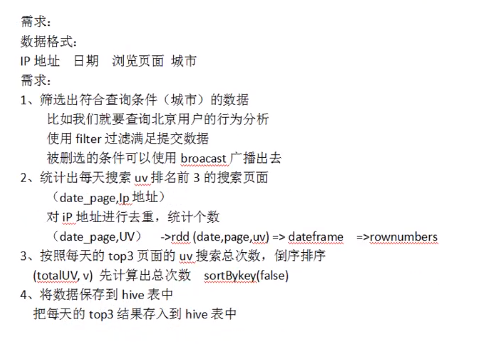 需求：
数据格式：
IP 地址 日期 浏览页面 城市
需求：
1、筛选出符合查询条件（城市）的数据
比如我们就要查询北京用户的行为分析
使用 filter 过滤满足提交数据
被删选的条件可以使用 broacast 广播出去
2、统计出每天搜索 uv 排名前 3 的搜索页面
（date_page,Ip 地址）
对 iP 地址进行去重，统计个数
（date_page,UV） ->rdd (date,page,uv) => dateframe =>rownumbers
3、按照每天的 top3 页面的 uv 搜索总次数，倒序排序
(totalUV, v) 先计算出总次数 sortBykey(false)
4、将数据保存到 hive 表中
把每天的 top3 结果存入到 hive 表中